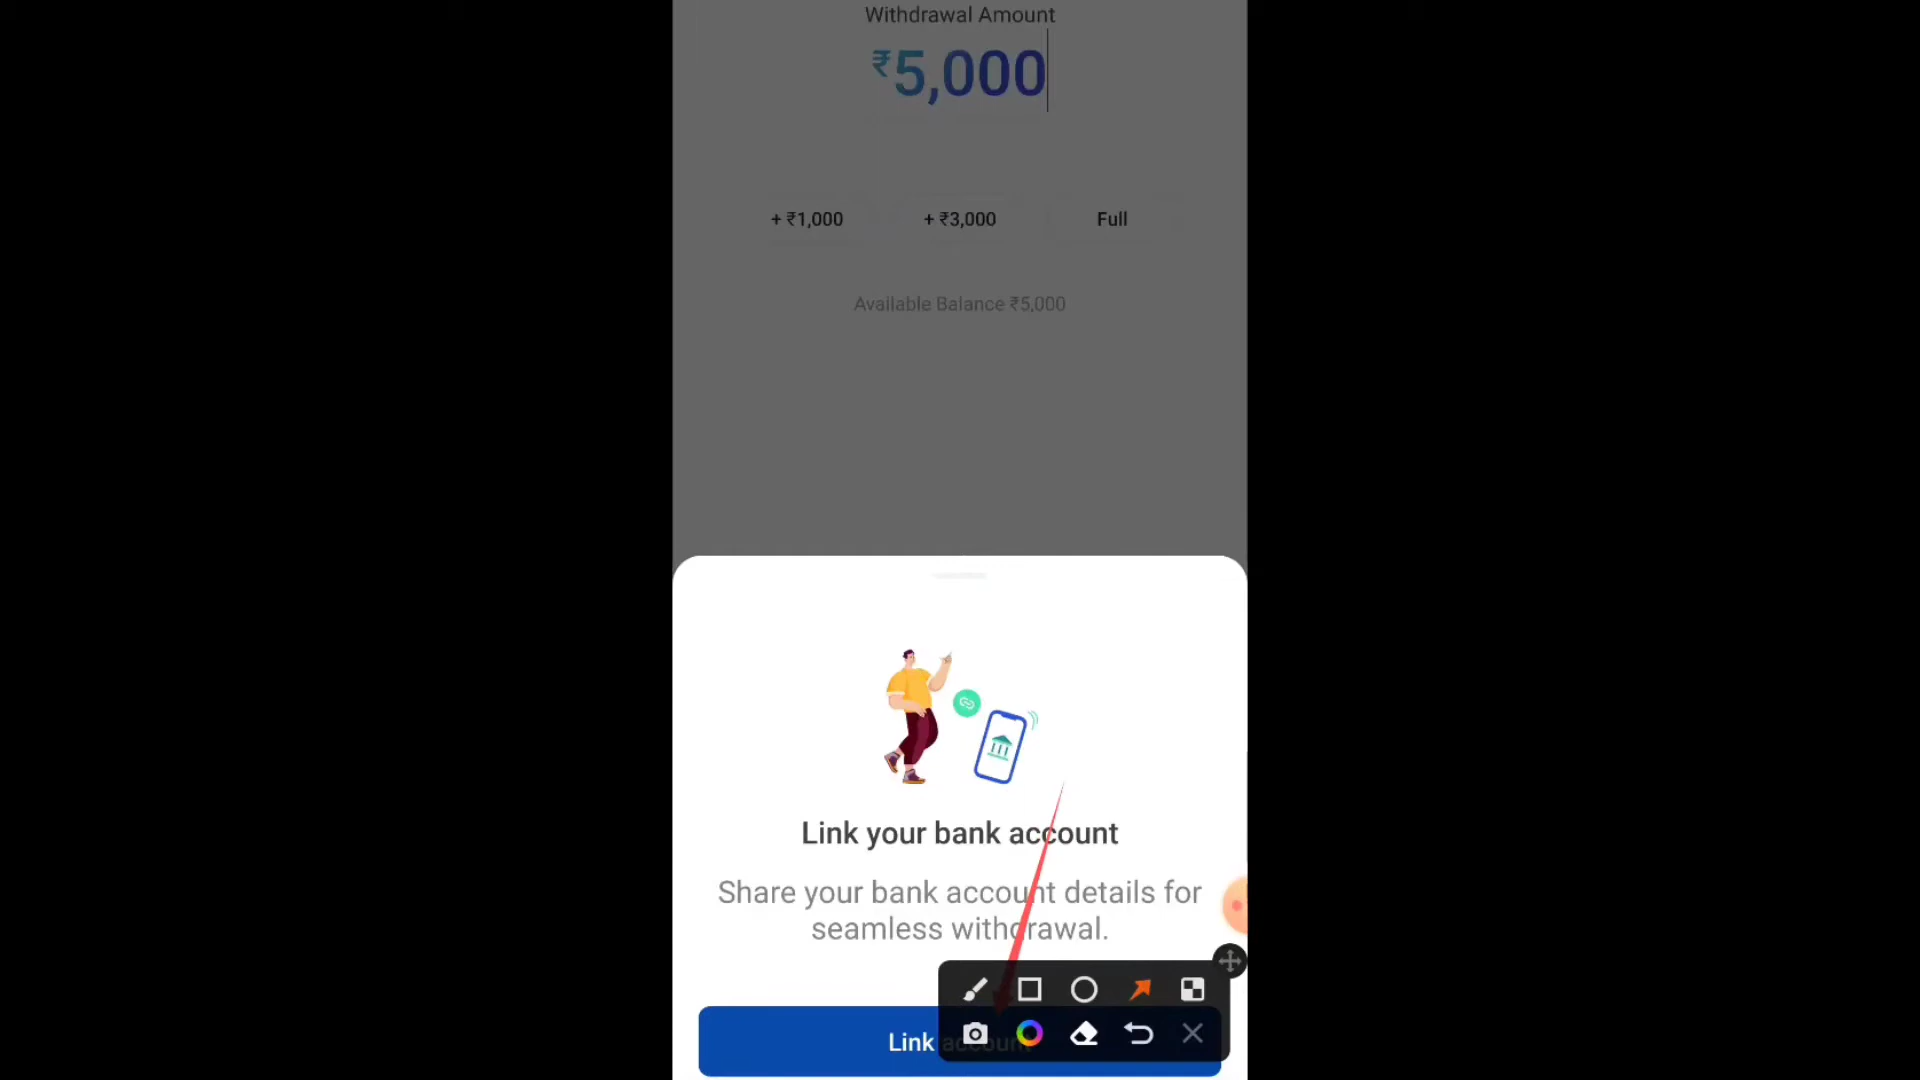 Withdrawal Amount
₹5,000
+ ₹1,000
+ ₹3,000
Full
Available Balance ₹5,000
Link your bank account
Share your bank account details for
seamless withdrawal.
Link account